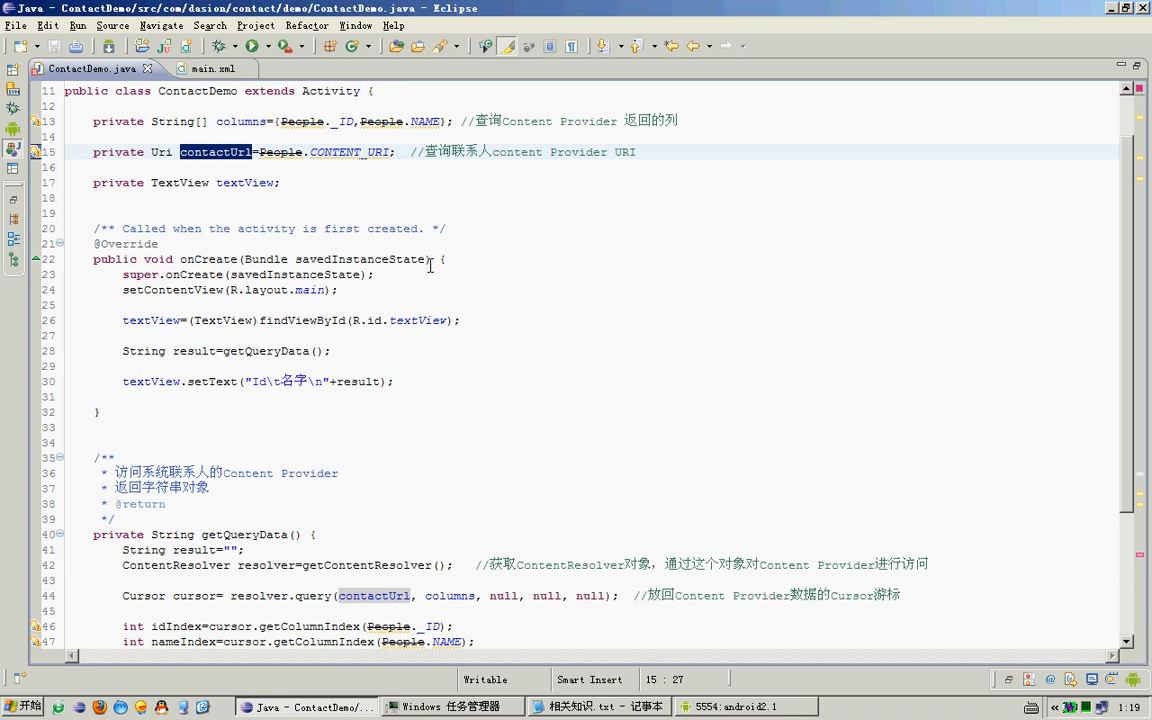 Java - ContactDemo/src/com/dasion/contact/demo/ContactDemo.java - Eclipse
File Edit Run Source Navigate Search Project Refactor Window Help
ContactDemo.java main.xml
11 public class ContactDemo extends Activity {
12
13 private String[] columns={People._ID,People.NAME}; //查询Content Provider 返回的列
14
15 private Uri contactUrl=People.CONTENT_URI; //查询联系人content Provider URI
16
17 private TextView textView;
18
19
20 /** Called when the activity is first created. */
21 @Override
22 public void onCreate(Bundle savedInstanceState) {
23 super.onCreate(savedInstanceState);
24 setContentView(R.layout.main);
25
26 textView=(TextView)findViewById(R.id.textView);
27
28 String result=getQueryData();
29
30 textView.setText("Id\t名字\n"+result);
31
32 }
33
34
35 /**
36 * 访问系统联系人的Content Provider
37 * 返回字符串对象
38 * @return
39 */
40 private String getQueryData() {
41 String result="";
42 ContentResolver resolver=getContentResolver(); //获取ContentResolver对象，通过这个对象对Content Provider进行访问
43
44 Cursor cursor= resolver.query(contactUrl, columns, null, null, null); //放回Content Provider数据的Cursor游标
45
46 int idIndex=cursor.getColumnIndex(People._ID);
47 int nameIndex=cursor.getColumnIndex(People.NAME);
Writable Smart Insert 15 : 27
开始 Java - ContactDemo/... Windows 任务管理器 相关知识.txt - 记事本 5554:android2.1 1:19